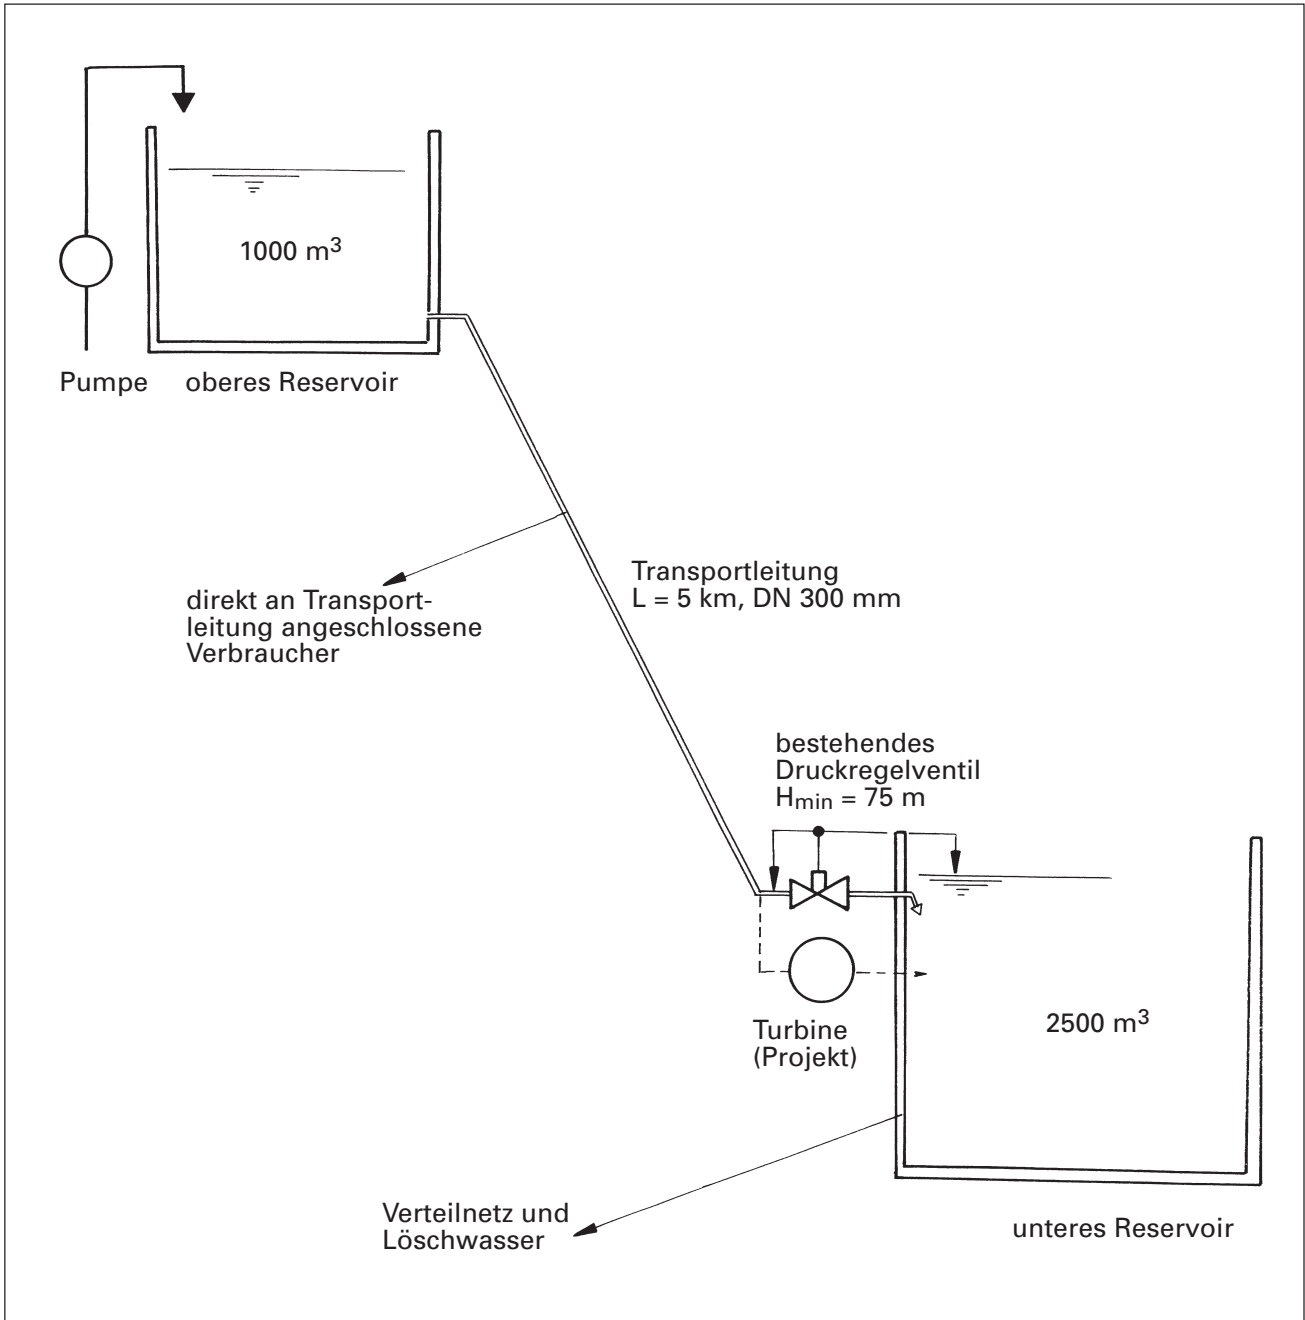 1000 m³
Pumpe
oberes Reservoir
direkt an Transport-
leitung angeschlossene
Verbraucher
Transportleitung
L = 5 km, DN 300 mm
bestehendes
Druckregelventil
Hmin = 75 m
Turbine
(Projekt)
2500 m³
Verteilnetz und
Löschwasser
unteres Reservoir